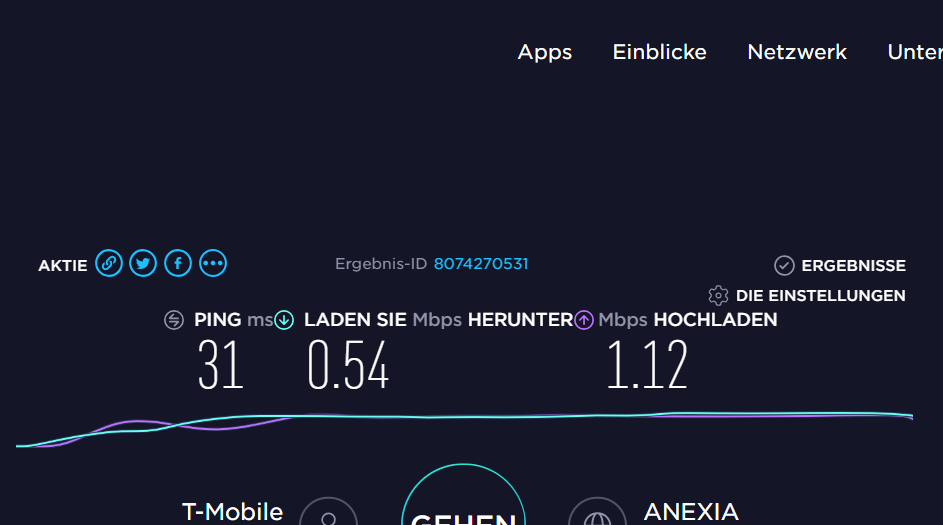 Apps Einblicke Netzwerk Unter
AKTIE Ergebnis-ID 8074270531 ERGEBNISSE
DIE EINSTELLUNGEN
PING ms LADEN SIE Mbps HERUNTER Mbps HOCHLADEN
31 0.54 1.12
T-Mobile GEHEN ANEXIA